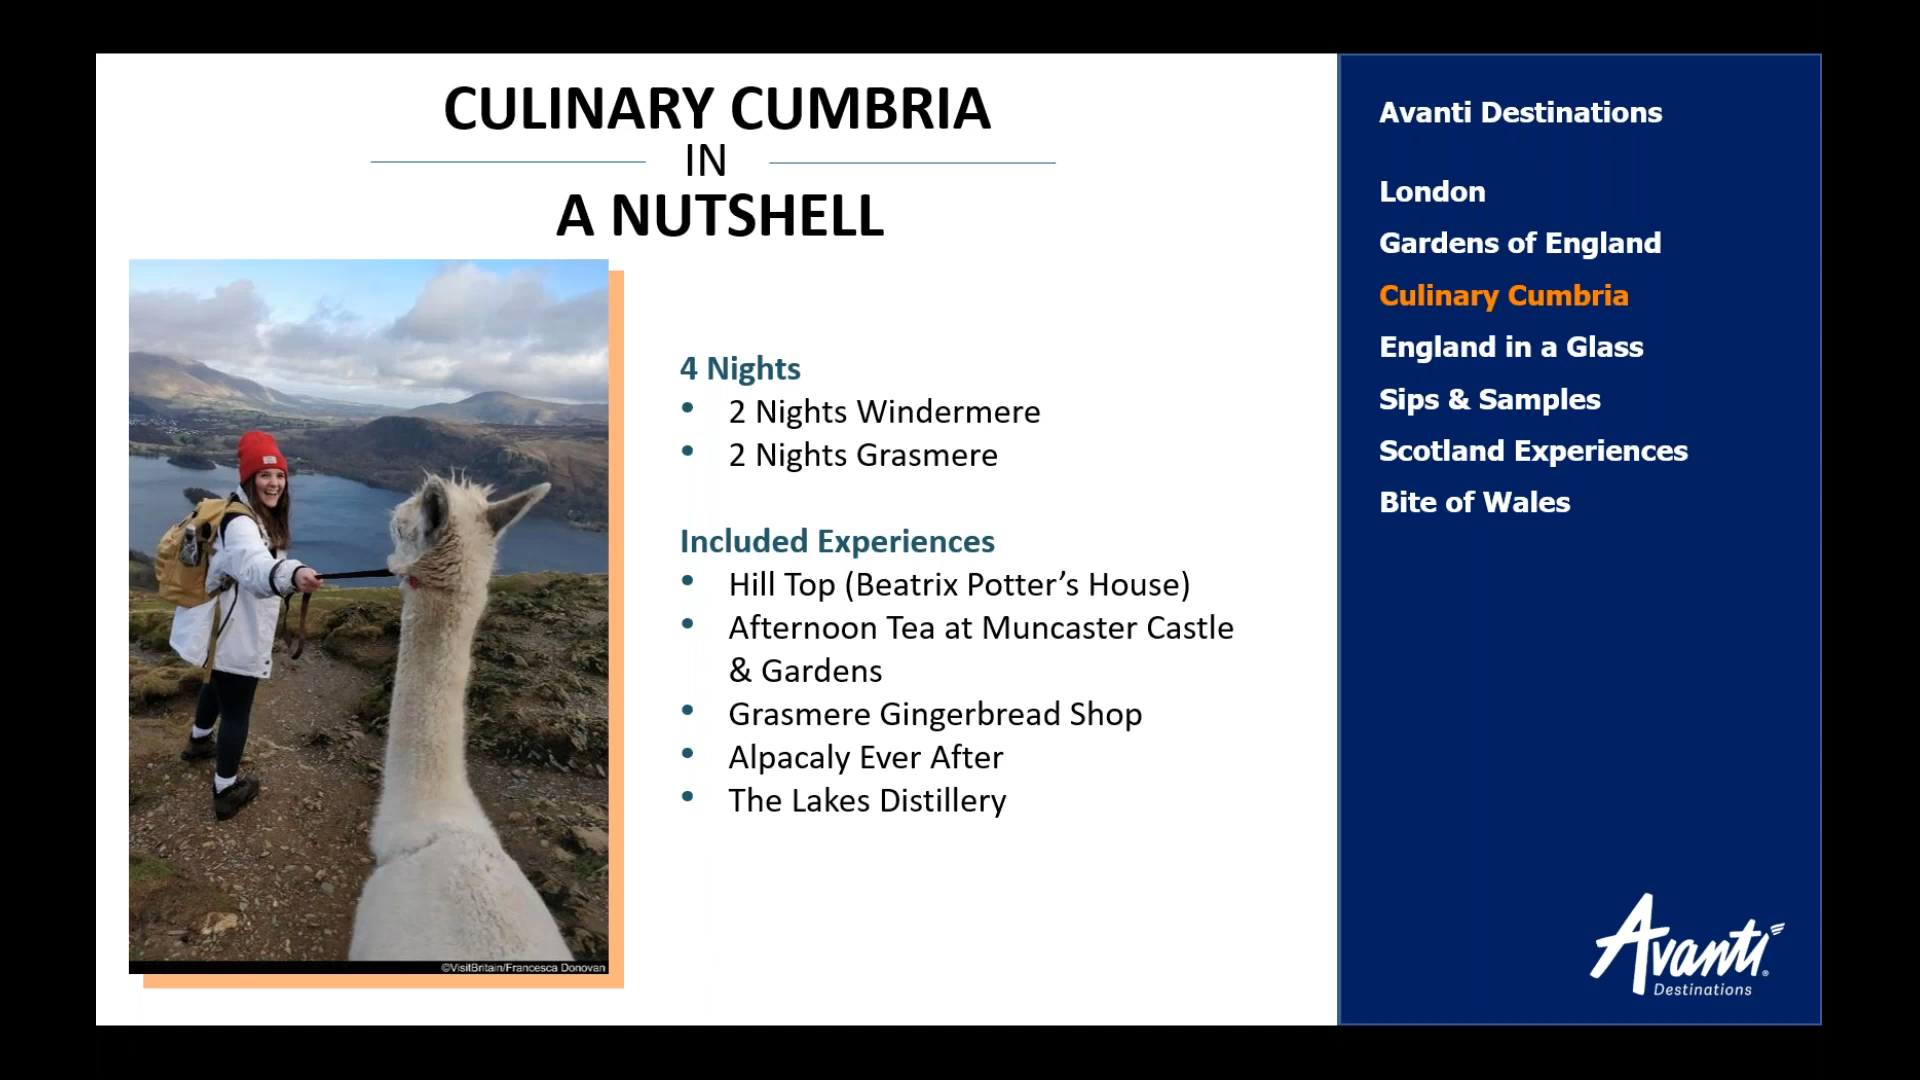 CULINARY CUMBRIA
IN
A NUTSHELL
4 Nights
• 2 Nights Windermere
• 2 Nights Grasmere
Included Experiences
• Hill Top (Beatrix Potter’s House)
• Afternoon Tea at Muncaster Castle
& Gardens
• Grasmere Gingerbread Shop
• Alpacaly Ever After
• The Lakes Distillery
©VisitBritain/Francesca Donovan
Avanti Destinations
London
Gardens of England
Culinary Cumbria
England in a Glass
Sips & Samples
Scotland Experiences
Bite of Wales
Avanti®
Destinations